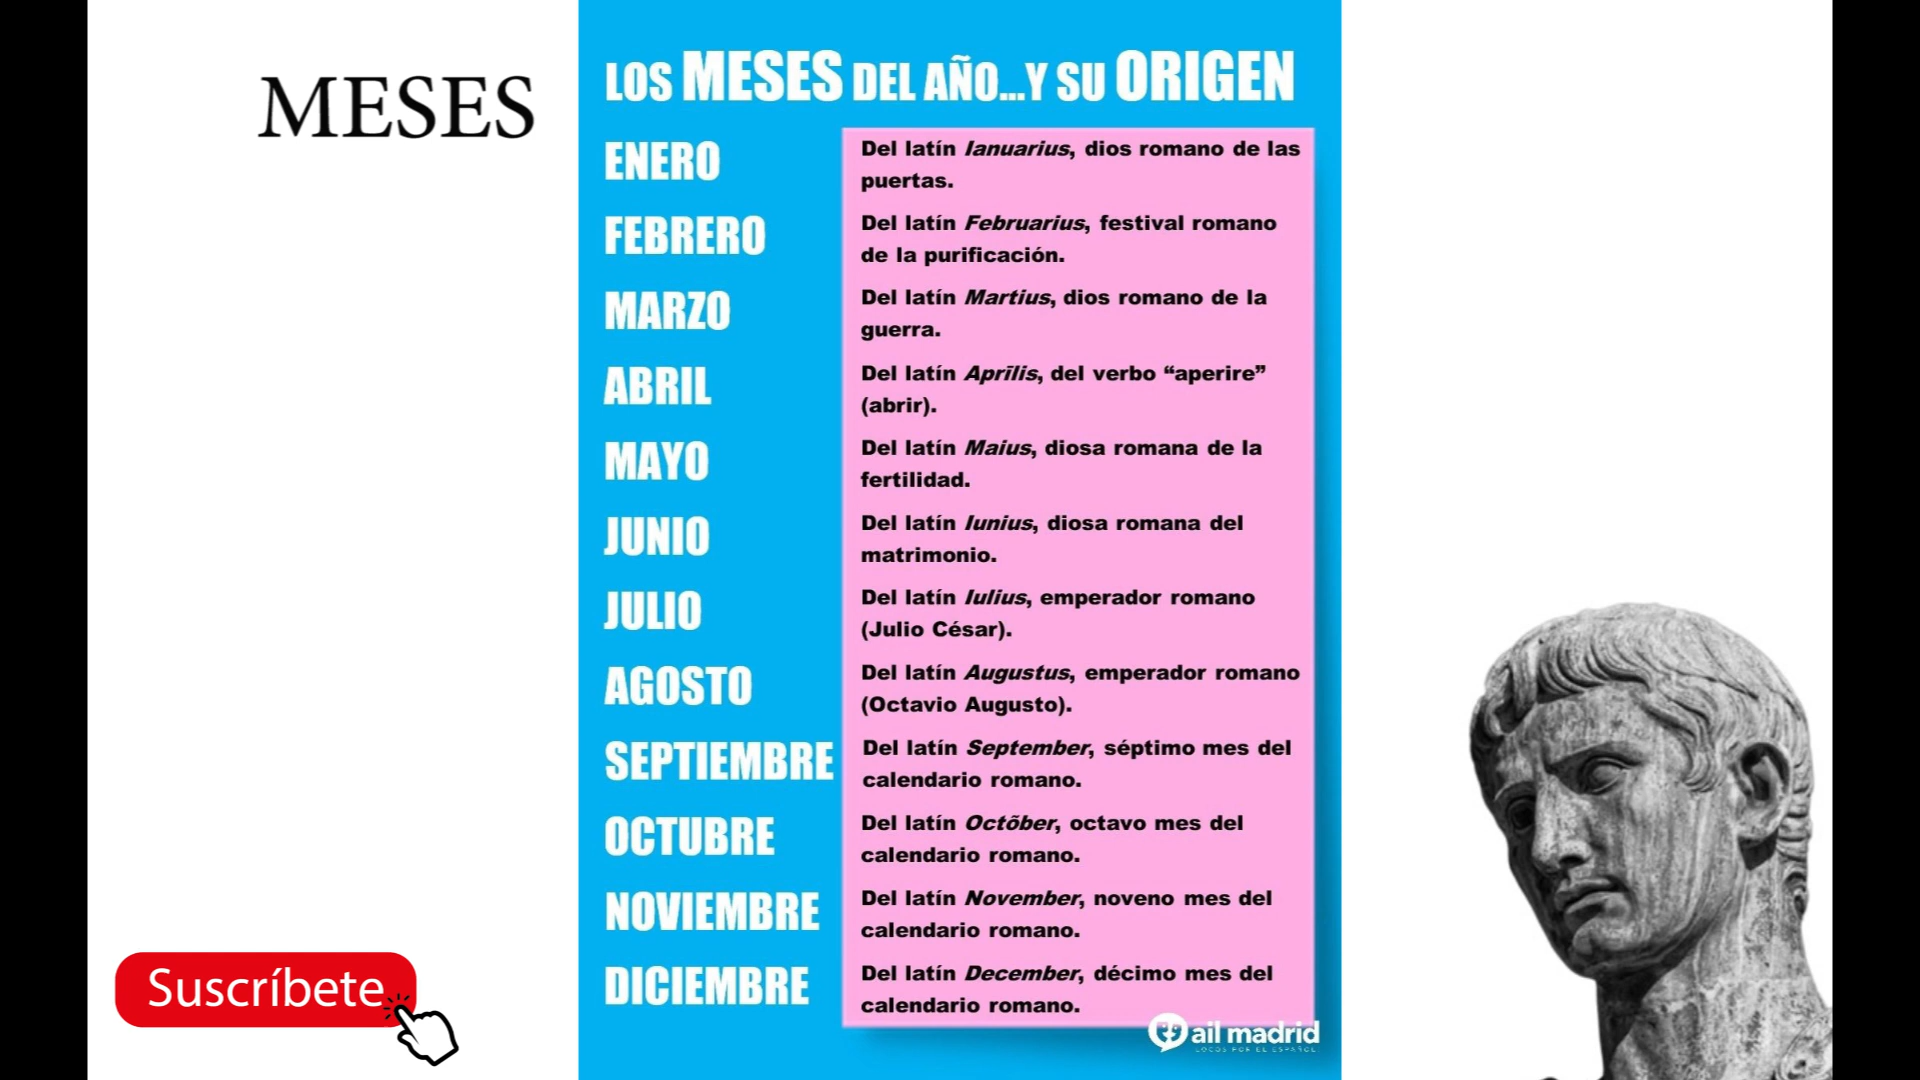 MESES
LOS MESES DEL AÑO...Y SU ORIGEN
ENERO
Del latín Ianuarius, dios romano de las
puertas.
FEBRERO
Del latín Februarius, festival romano
de la purificación.
MARZO
Del latín Martius, dios romano de la
guerra.
ABRIL
Del latín Aprīlis, del verbo “aperire”
(abrir).
MAYO
Del latín Maius, diosa romana de la
fertilidad.
JUNIO
Del latín Iunius, diosa romana del
matrimonio.
JULIO
Del latín Iulius, emperador romano
(Julio César).
AGOSTO
Del latín Augustus, emperador romano
(Octavio Augusto).
SEPTIEMBRE
Del latín September, séptimo mes del
calendario romano.
OCTUBRE
Del latín Octōber, octavo mes del
calendario romano.
NOVIEMBRE
Del latín November, noveno mes del
calendario romano.
DICIEMBRE
Del latín December, décimo mes del
calendario romano.
ail madrid
LOCOS POR EL ESPAÑOL
Suscríbete